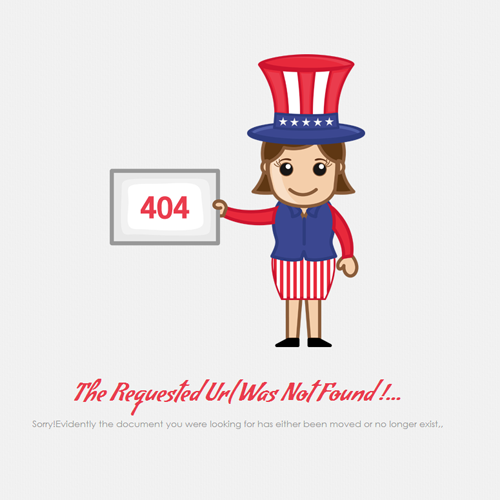 404
The Requested Url Was Not Found !...
Sorry!Evidently the document you were looking for has either been moved or no longer exist..